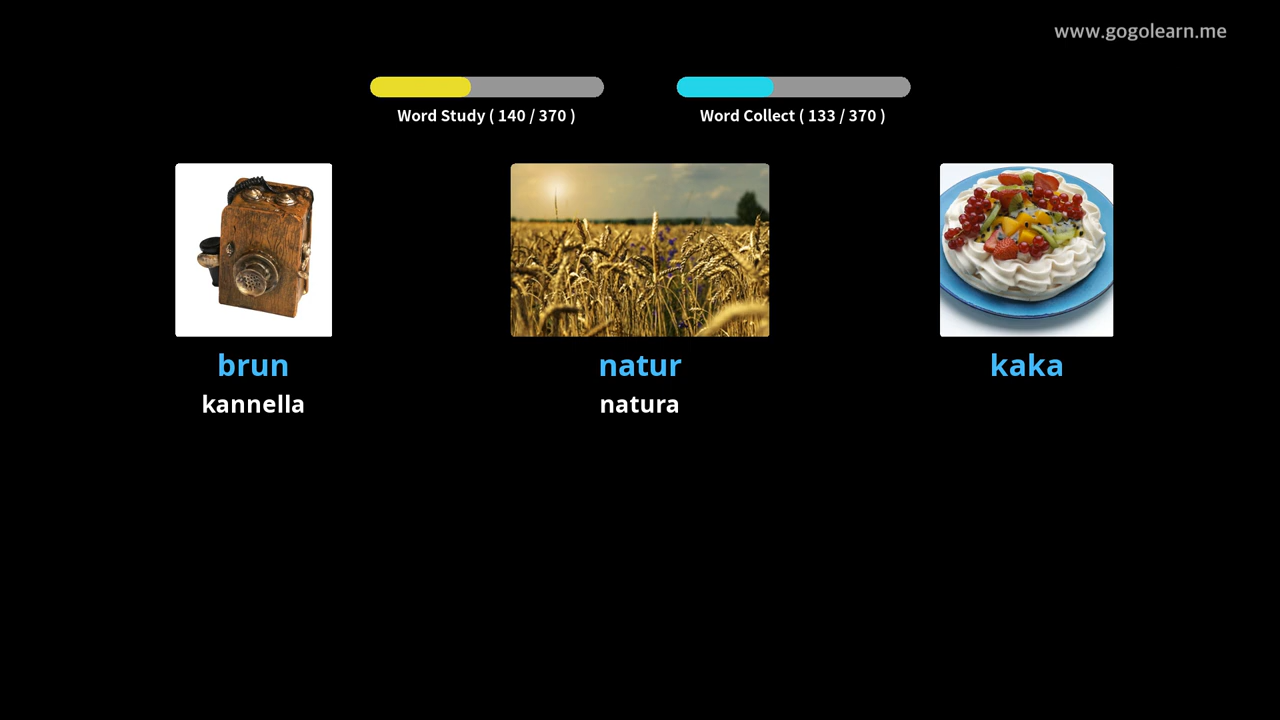 www.gogolearn.me
Word Study ( 140 / 370 )
Word Collect ( 133 / 370 )
brun
natur
kaka
kannella
natura